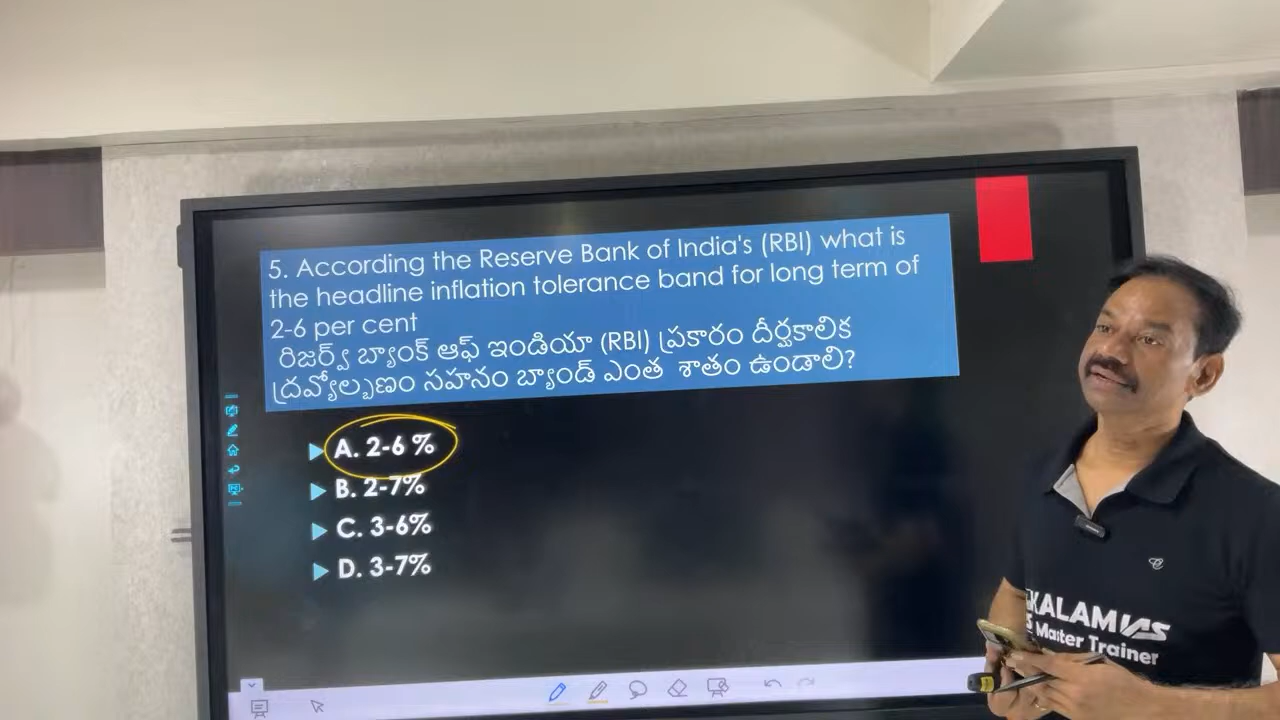 5. According the Reserve Bank of India's (RBI) what is
the headline inflation tolerance band for long term of
2-6 per cent
రిజర్వ్ బ్యాంక్ ఆఫ్ ఇండియా (RBI) ప్రకారం దీర్ఘకాలిక
ద్రవ్యోల్బణం సహనం బ్యాండ్ ఎంత శాతం ఉండాలి?
A. 2-6 %
B. 2-7%
C. 3-6%
D. 3-7%
KALAM IAS
Master Trainer